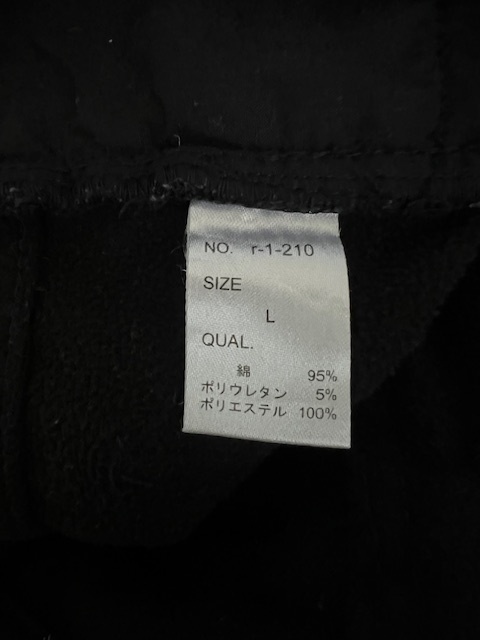 NO. r-1-210
SIZE
L
QUAL.
綿 95%
ポリウレタン 5%
ポリエステル 100%